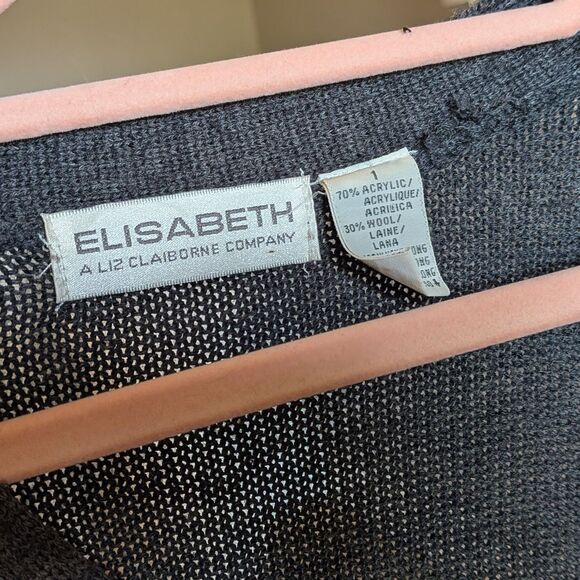 ELISABETH
A LIZ CLAIBORNE COMPANY
1
70% ACRYLIC/
ACRYLIQUE/
ACRILICA
30% WOOL/
LAINE/
LANA